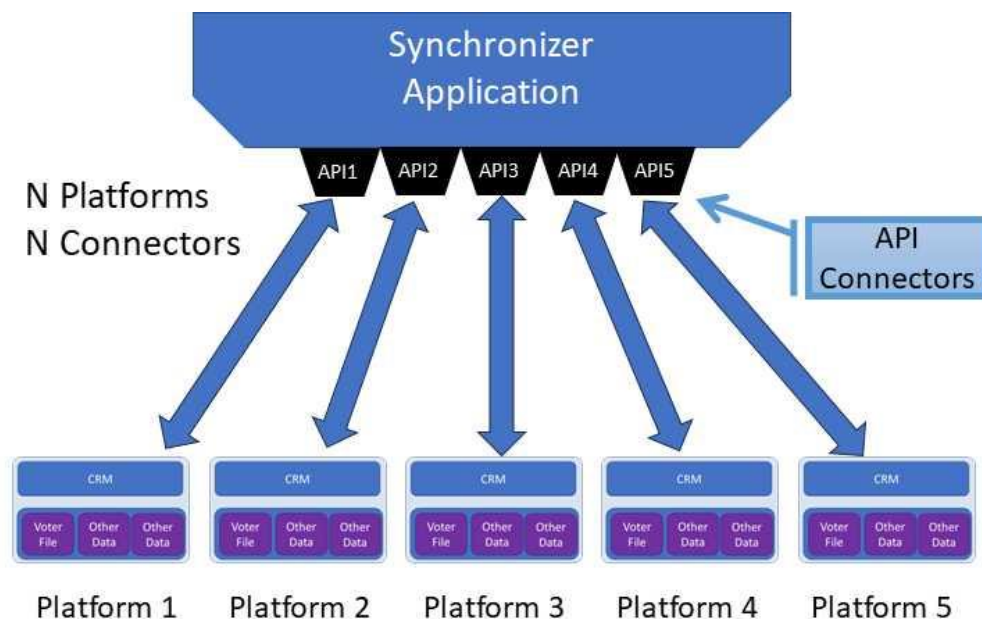 Synchronizer
Application
API1 API2 API3 API4 API5
N Platforms
N Connectors
API
Connectors
CRM CRM CRM CRM CRM
Voter Other Other Voter Other Other Voter Other Other Voter Other Other Voter Other Other
File Data Data File Data Data File Data Data File Data Data File Data Data
Platform 1 Platform 2 Platform 3 Platform 4 Platform 5